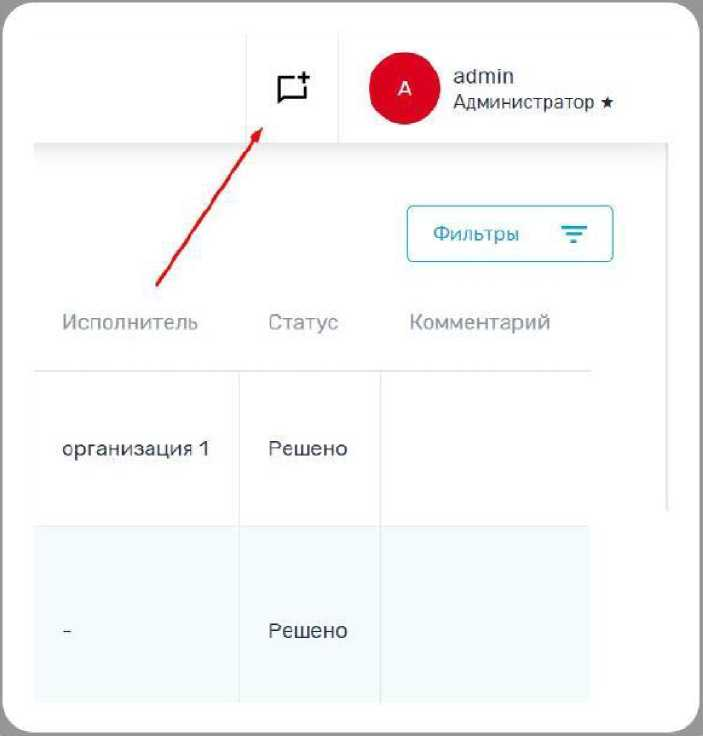 A
admin
Администратор ★
Фильтры
Исполнитель Статус Комментарий
организация 1 Решено
- Решено